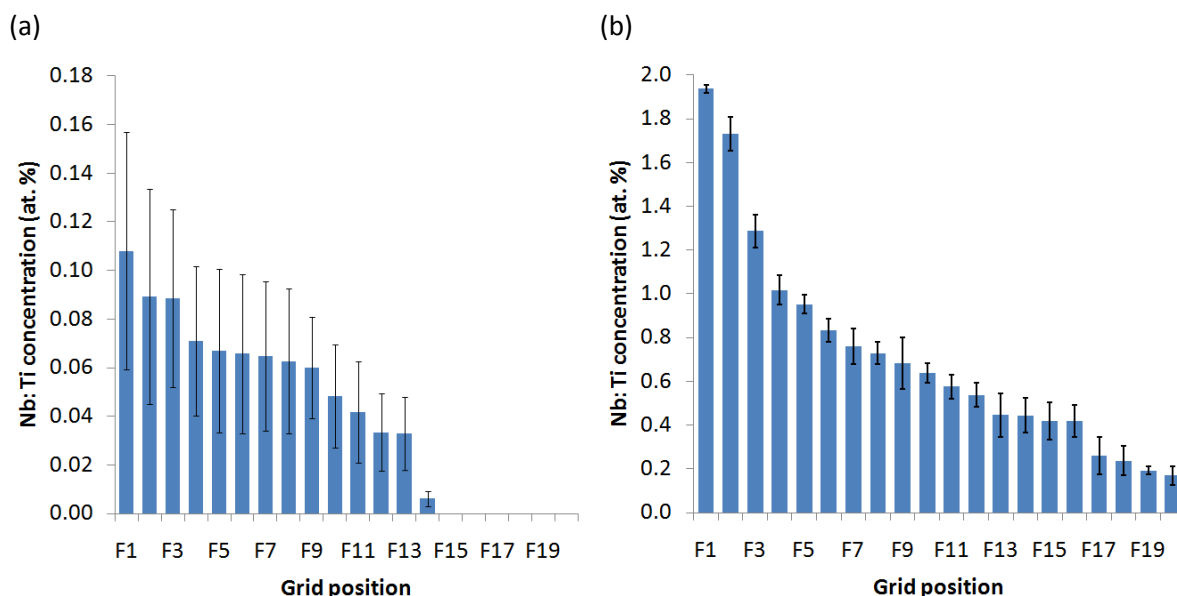 (a)
0.18
0.16
0.14
0.12
0.10
0.08
0.06
0.04
0.02
0.00
Nb: Ti concentration (at. %)
F1 F3 F5 F7 F9 F11 F13 F15 F17 F19
Grid position
(b)
2.0
1.8
1.6
1.4
1.2
1.0
0.8
0.6
0.4
0.2
0.0
Nb: Ti concentration (at. %)
F1 F3 F5 F7 F9 F11 F13 F15 F17 F19
Grid position